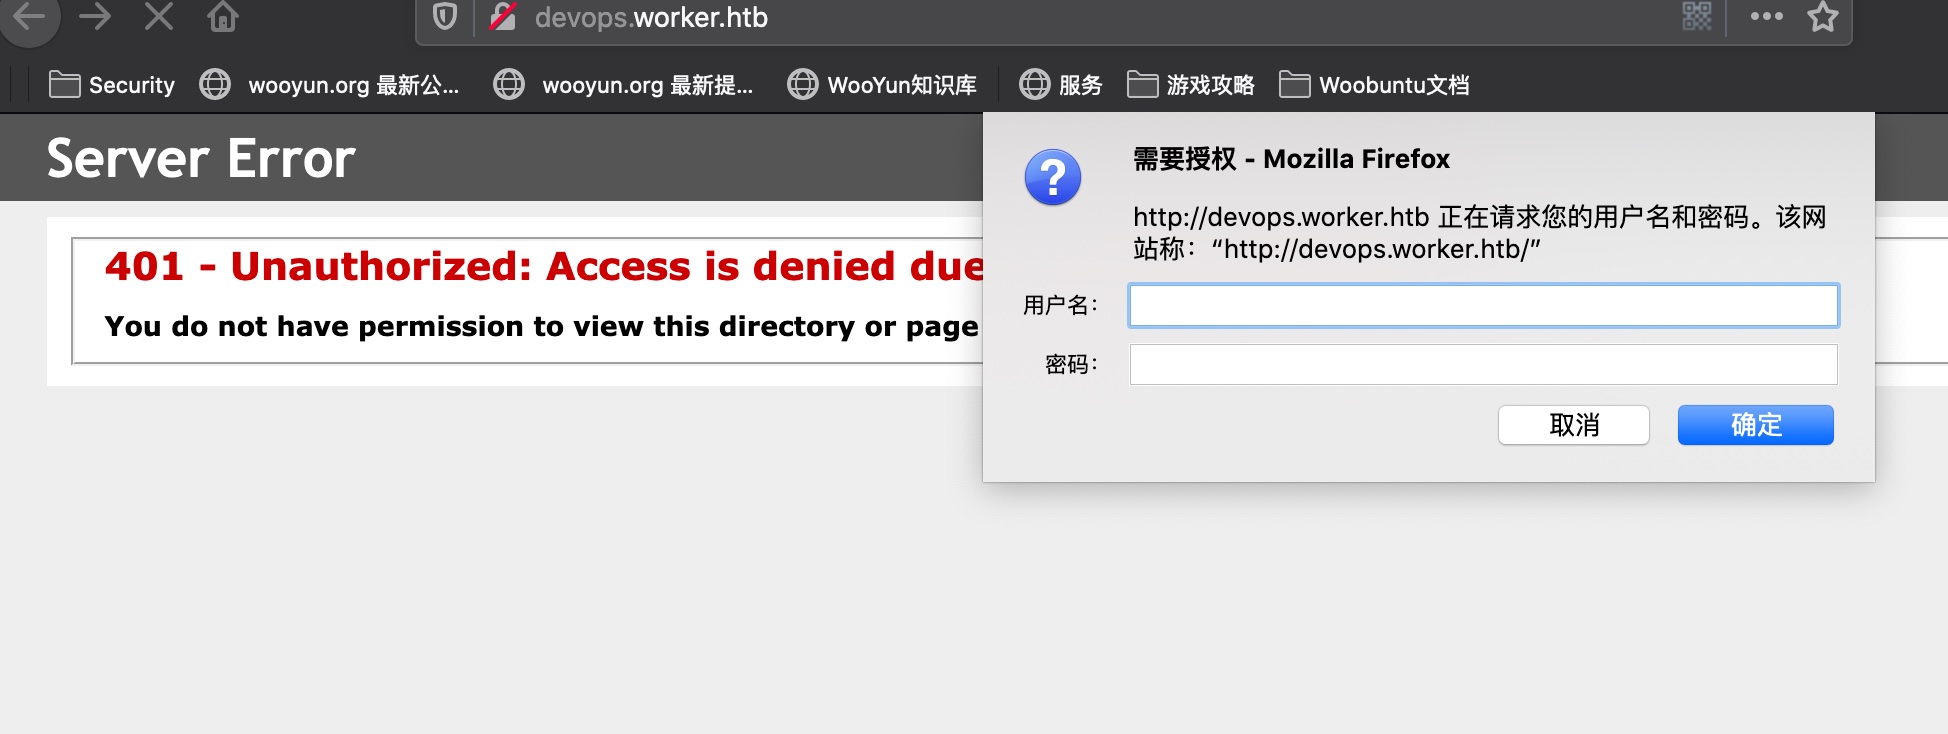 devops.worker.htb
Security wooyun.org 最新公... wooyun.org 最新提... WooYun知识库 服务 游戏攻略 Woobuntu文档
Server Error
401 - Unauthorized: Access is denied due
You do not have permission to view this directory or page
需要授权 - Mozilla Firefox
http://devops.worker.htb 正在请求您的用户名和密码。该网
站称：“http://devops.worker.htb/”
用户名：
密码：
取消 确定